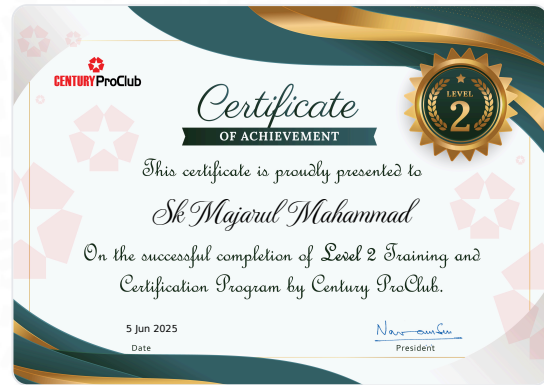 CENTURY ProClub
LEVEL
2
Certificate
OF ACHIEVEMENT
This certificate is proudly presented to
Sk Majarul Mahammad
On the successful completion of Level 2 Training and
Certification Program by Century ProClub.
5 Jun 2025
Date
President